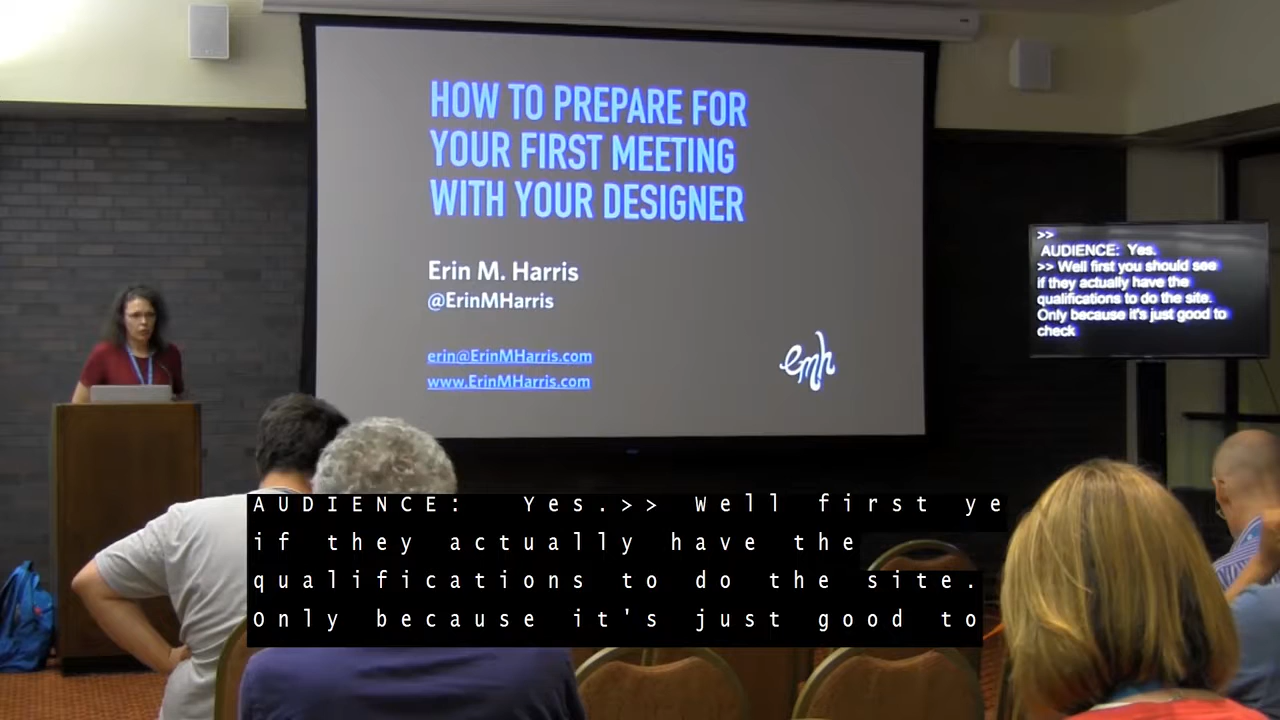 HOW TO PREPARE FOR
YOUR FIRST MEETING
WITH YOUR DESIGNER
Erin M. Harris
@ErinMHarris
erin@ErinMHarris.com
www.ErinMHarris.com
emh
>>
AUDIENCE: Yes.
>> Well first you should see
if they actually have the
qualifications to do the site.
Only because it's just good to
check
AUDIENCE: Yes.>> Well first ye
if they actually have the
qualifications to do the site.
Only because it's just good to